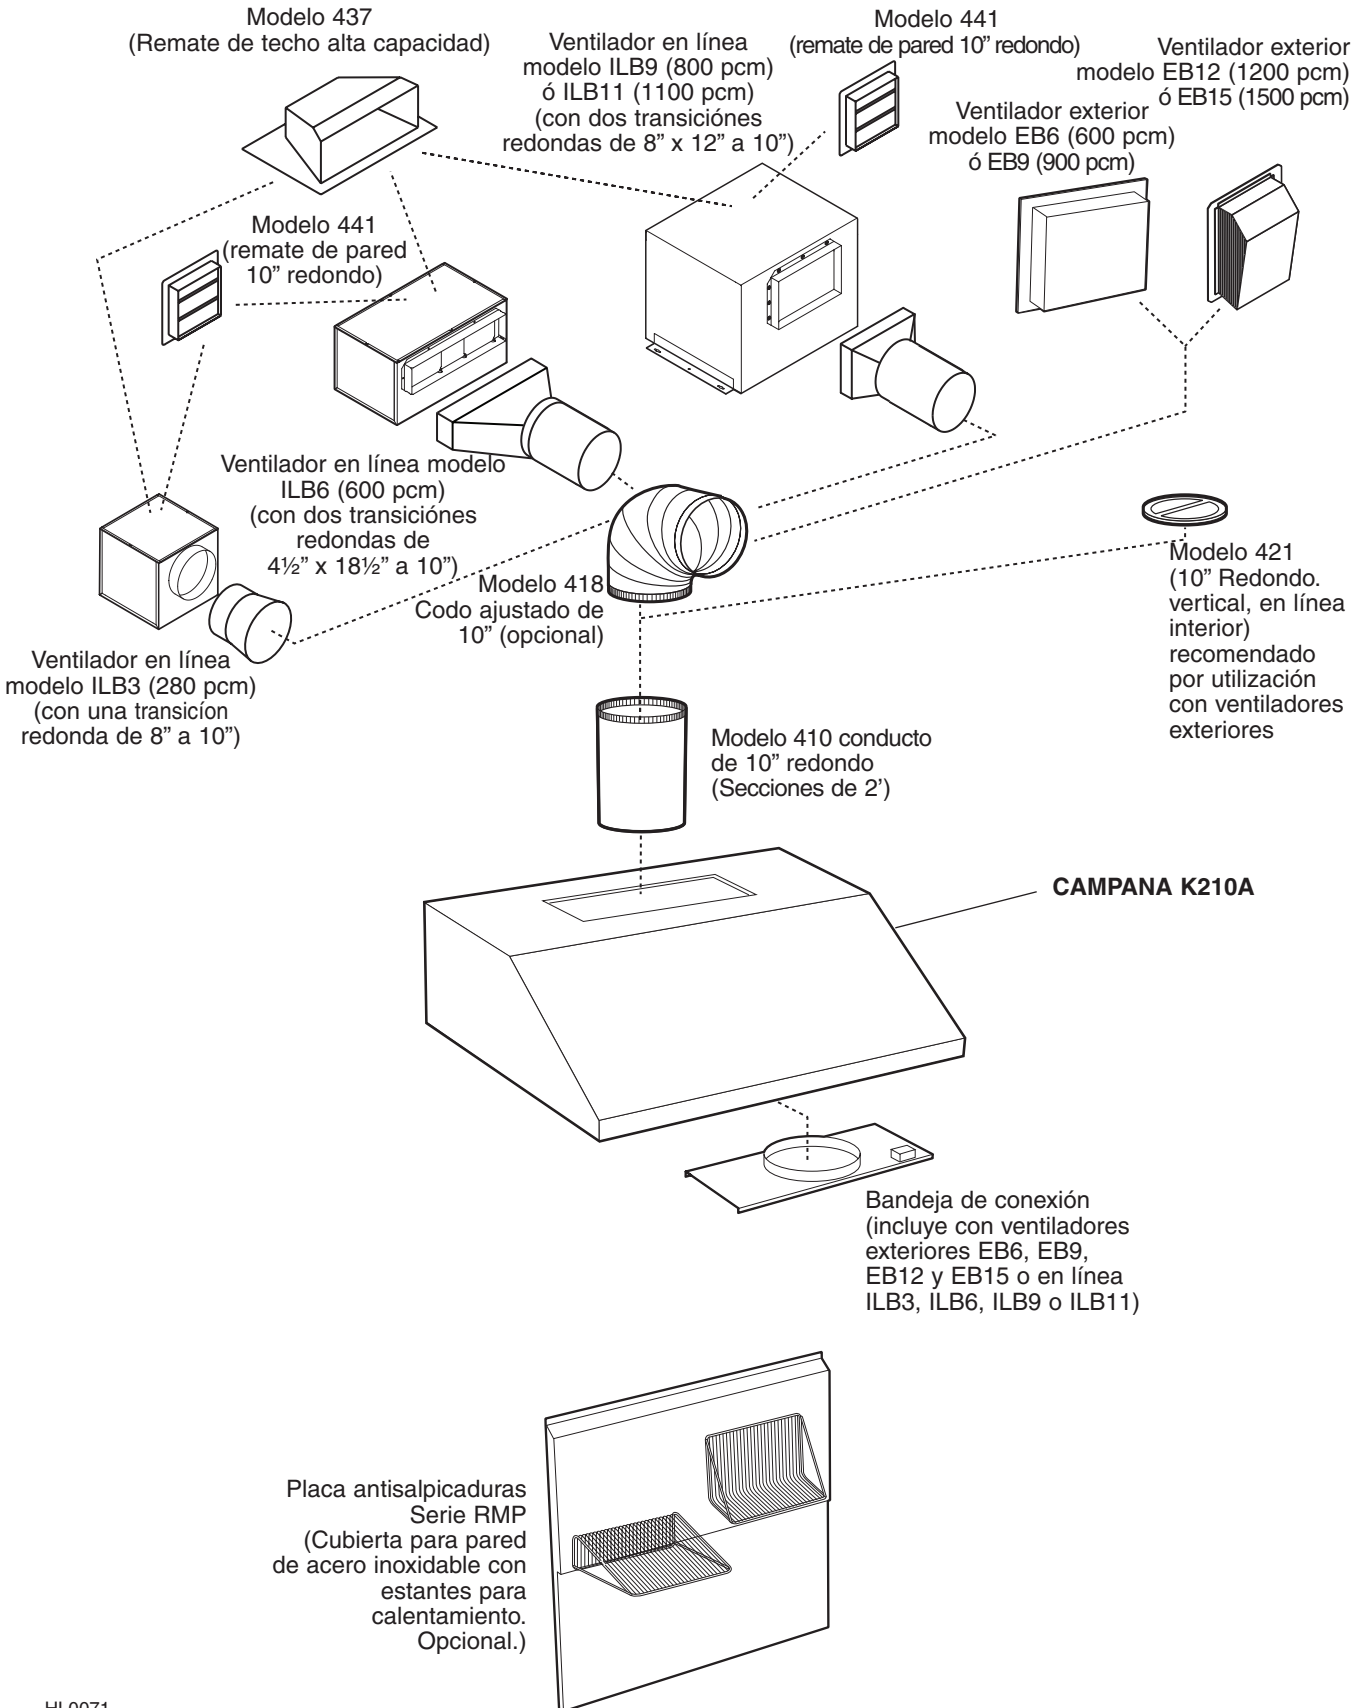 Modelo 437
(Remate de techo alta capacidad)
Ventilador en línea
modelo ILB9 (800 pcm)
ó ILB11 (1100 pcm)
(con dos transiciónes
redondas de 8” x 12” a 10”)
Modelo 441
(remate de pared 10” redondo)
Ventilador exterior
modelo EB12 (1200 pcm)
ó EB15 (1500 pcm)
Ventilador exterior
modelo EB6 (600 pcm)
ó EB9 (900 pcm)
Modelo 441
(remate de pared
10” redondo)
Ventilador en línea modelo
ILB6 (600 pcm)
(con dos transiciónes
redondas de
4½” x 18½” a 10”)
Modelo 418
Codo ajustado de
10” (opcional)
Modelo 421
(10” Redondo.
vertical, en línea
interior)
recomendado
por utilización
con ventiladores
exteriores
Ventilador en línea
modelo ILB3 (280 pcm)
(con una transicíon
redonda de 8” a 10”)
Modelo 410 conducto
de 10” redondo
(Secciones de 2’)
CAMPANA K210A
Bandeja de conexión
(incluye con ventiladores
exteriores EB6, EB9,
EB12 y EB15 o en línea
ILB3, ILB6, ILB9 o ILB11)
Placa antisalpicaduras
Serie RMP
(Cubierta para pared
de acero inoxidable con
estantes para
calentamiento.
Opcional.)